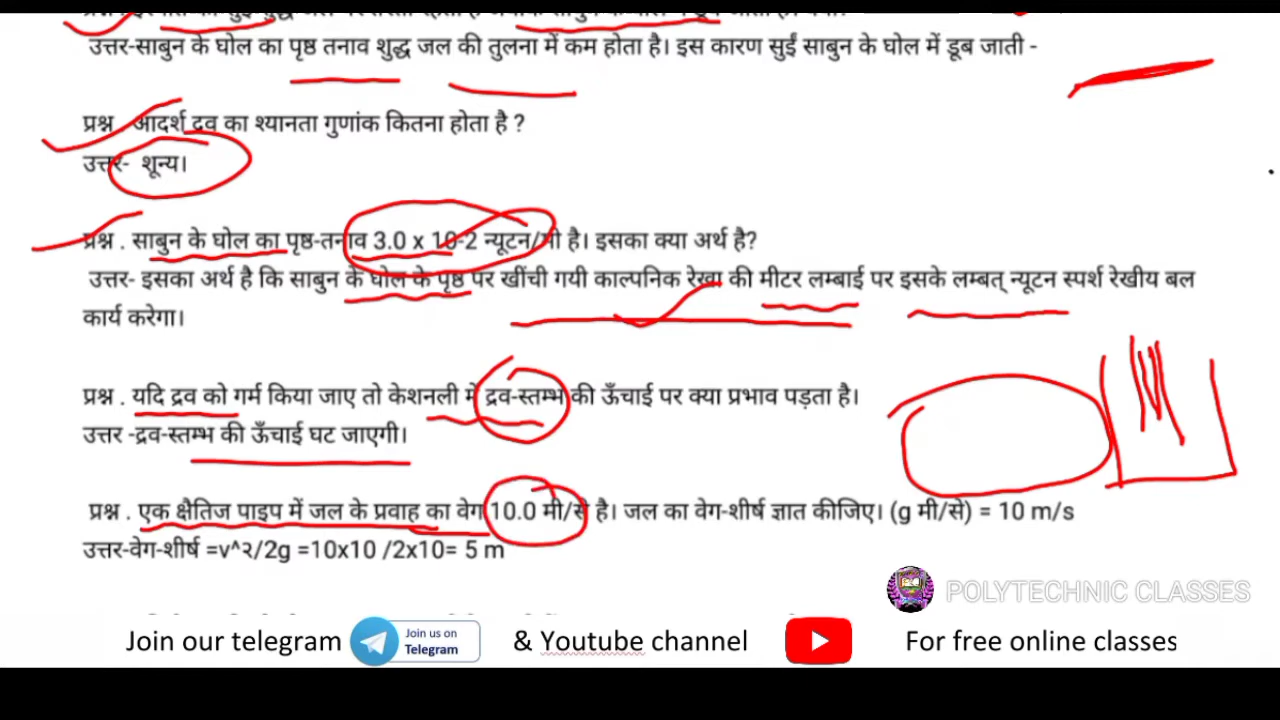 उत्तर-साबुन के घोल का पृष्ठ तनाव शुद्ध जल की तुलना में कम होता है। इस कारण सुईं साबुन के घोल में डूब जाती -
प्रश्न . आदर्श द्रव का श्यानता गुणांक कितना होता है ?
उत्तर- शून्य।
प्रश्न . साबुन के घोल का पृष्ठ-तनाव 3.0 x 10-2 न्यूटन/मी है। इसका क्या अर्थ है?
उत्तर- इसका अर्थ है कि साबुन के घोल के पृष्ठ पर खींची गयी काल्पनिक रेखा की मीटर लम्बाई पर इसके लम्बत् न्यूटन स्पर्श रेखीय बल
कार्य करेगा।
प्रश्न . यदि द्रव को गर्म किया जाए तो केशनली में द्रव-स्तम्भ की ऊँचाई पर क्या प्रभाव पड़ता है।
उत्तर -द्रव-स्तम्भ की ऊँचाई घट जाएगी।
प्रश्न . एक क्षैतिज पाइप में जल के प्रवाह का वेग 10.0 मी/से है। जल का वेग-शीर्ष ज्ञात कीजिए। (g मी/से) = 10 m/s
उत्तर-वेग-शीर्ष =v^२/2g =10x10 /2x10= 5 m
POLYTECHNIC CLASSES
Join our telegram Join us on Telegram & Youtube channel For free online classes